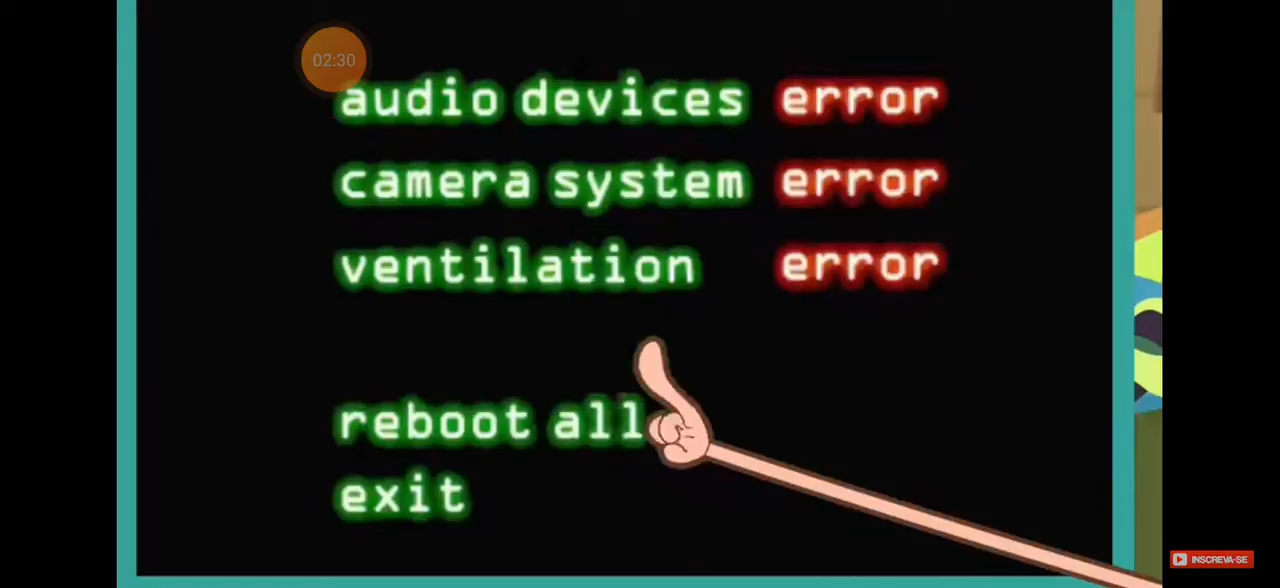 02:30
audio devices error
camera system error
ventilation error
reboot all
exit
INSCREVA-SE